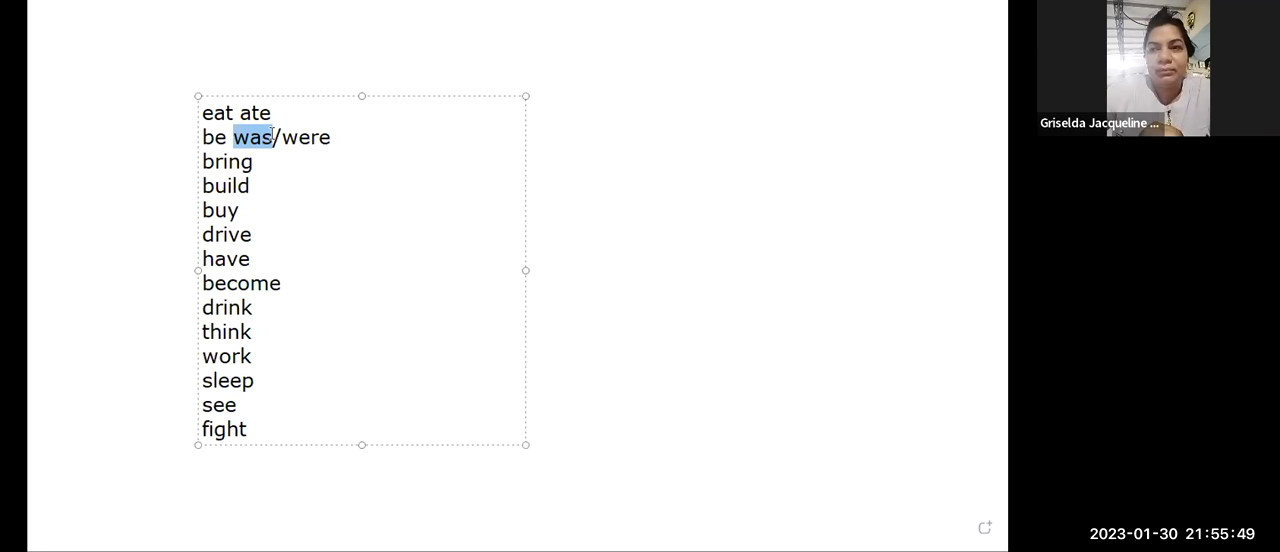 eat ate
be was/were
bring
build
buy
drive
have
become
drink
think
work
sleep
see
fight
Griselda Jacqueline ...
2023-01-30 21:55:49